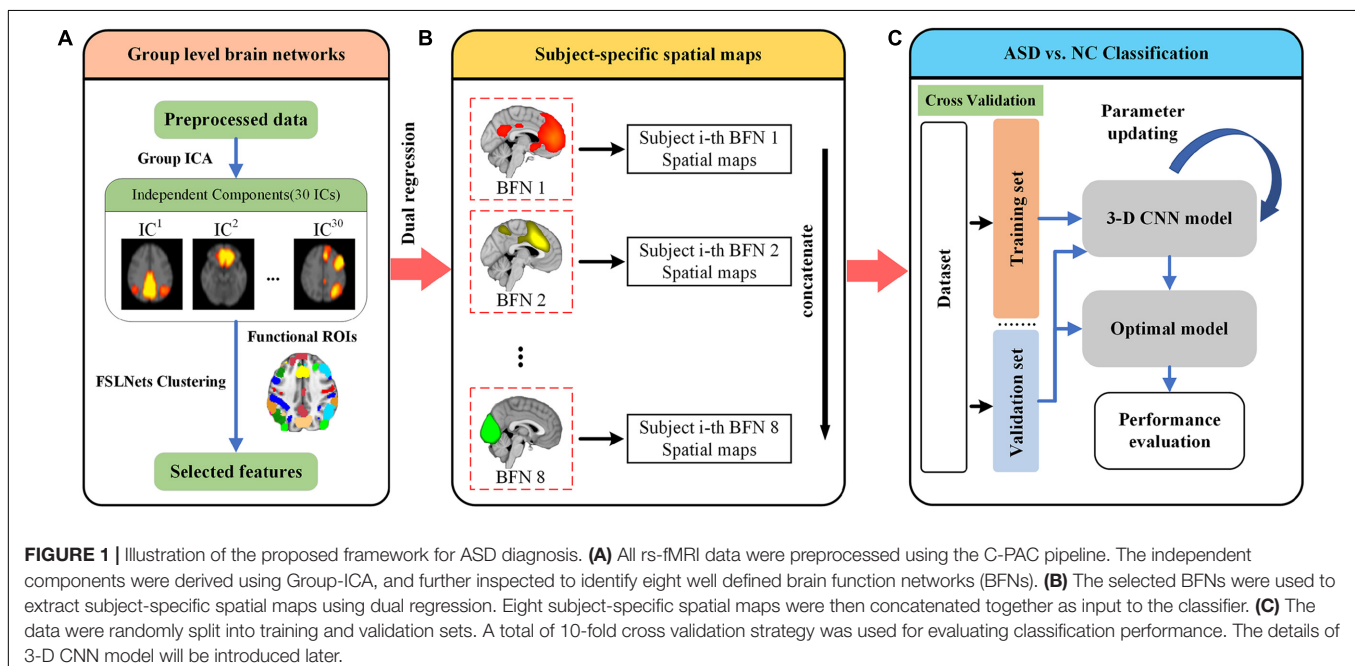 A
Group level brain networks
Preprocessed data
Group ICA
Independent Components(30 ICs)
IC1
IC2
IC30
...
Functional ROIs
FSLNets Clustering
Selected features
Dual regression
B
Subject-specific spatial maps
BFN 1
Subject i-th BFN 1
Spatial maps
BFN 2
Subject i-th BFN 2
Spatial maps
...
BFN 8
Subject i-th BFN 8
Spatial maps
concatenate
C
ASD vs. NC Classification
Cross Validation
Dataset
Training set
Validation set
Parameter
updating
3-D CNN model
Optimal model
Performance
evaluation
FIGURE 1 | Illustration of the proposed framework for ASD diagnosis. (A) All rs-fMRI data were preprocessed using the C-PAC pipeline. The independent
components were derived using Group-ICA, and further inspected to identify eight well defined brain function networks (BFNs). (B) The selected BFNs were used to
extract subject-specific spatial maps using dual regression. Eight subject-specific spatial maps were then concatenated together as input to the classifier. (C) The
data were randomly split into training and validation sets. A total of 10-fold cross validation strategy was used for evaluating classification performance. The details of
3-D CNN model will be introduced later.